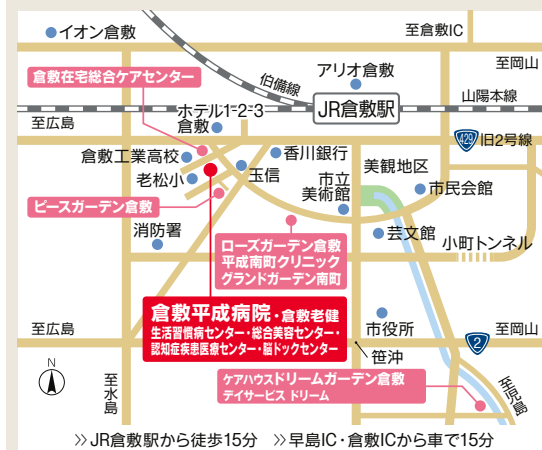 イオン倉敷
至倉敷IC
至岡山
倉敷在宅総合ケアセンター
伯備線
アリオ倉敷
山陽本線
ホテル1-2-3
倉敷
JR倉敷駅
至広島
429
旧2号線
倉敷工業高校
香川銀行
美観地区
老松小
玉信
市立
美術館
市民会館
ピースガーデン倉敷
消防署
ローズガーデン倉敷
平成南町クリニック
グランドガーデン南町
芸文館
小町トンネル
倉敷平成病院・倉敷老健
生活習慣病センター・総合美容センター・
認知症疾患医療センター・脳ドックセンター
至広島
市役所
2
至岡山
笹沖
N
至水島
ケアハウスドリームガーデン倉敷
デイサービス ドリーム
至児島
≫JR倉敷駅から徒歩15分 ≫早島IC・倉敷ICから車で15分